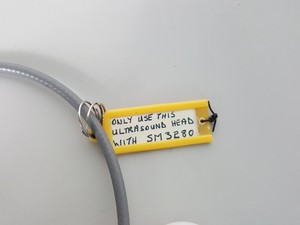 ONLY USE THIS
ULTRASOUND HEAD
WITH SM3280